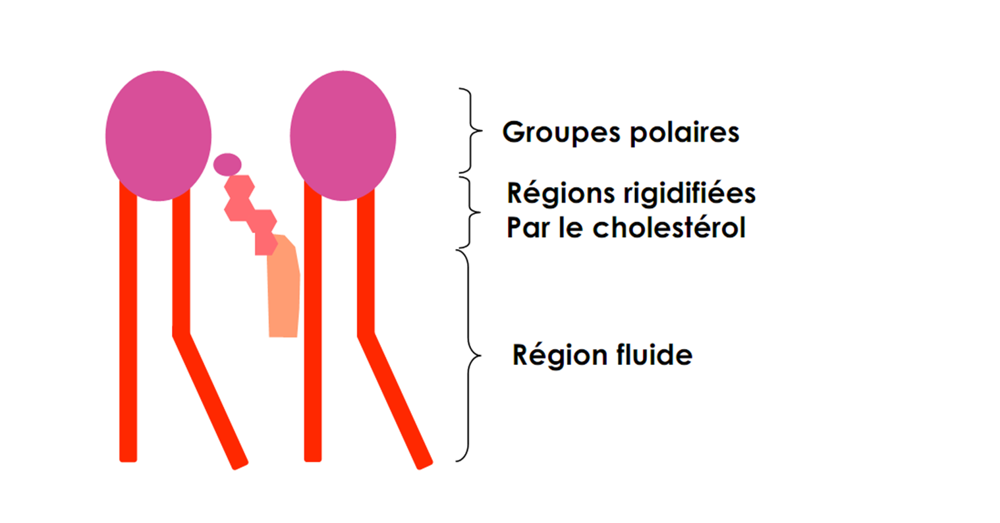 Groupes polaires
Régions rigidifiées
Par le cholestérol
Région fluide